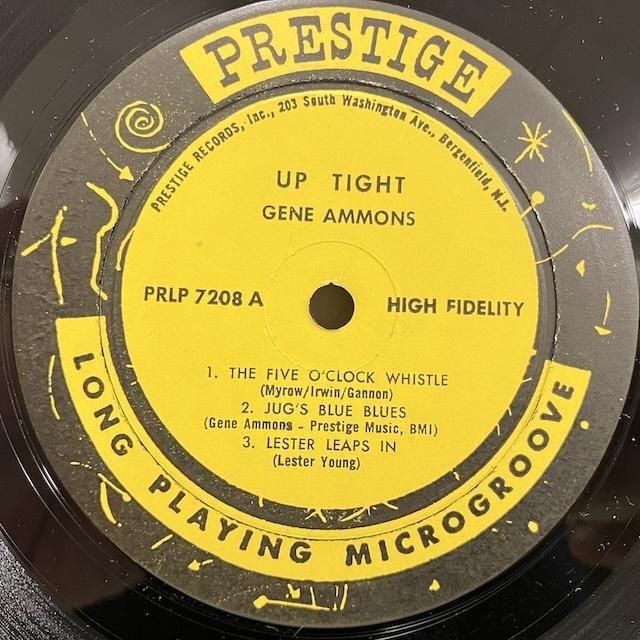 PRESTIGE
PRESTIGE RECORDS, Inc., 203 South Washington Ave., Bergenfield, N.J.
UP TIGHT
GENE AMMONS
PRLP 7208 A
HIGH FIDELITY
1. THE FIVE O'CLOCK WHISTLE
(Myrow/Irwin/Gannon)
2. JUG'S BLUE BLUES
(Gene Ammons - Prestige Music, BMI)
3. LESTER LEAPS IN
(Lester Young)
LONG PLAYING MICROGROOVE